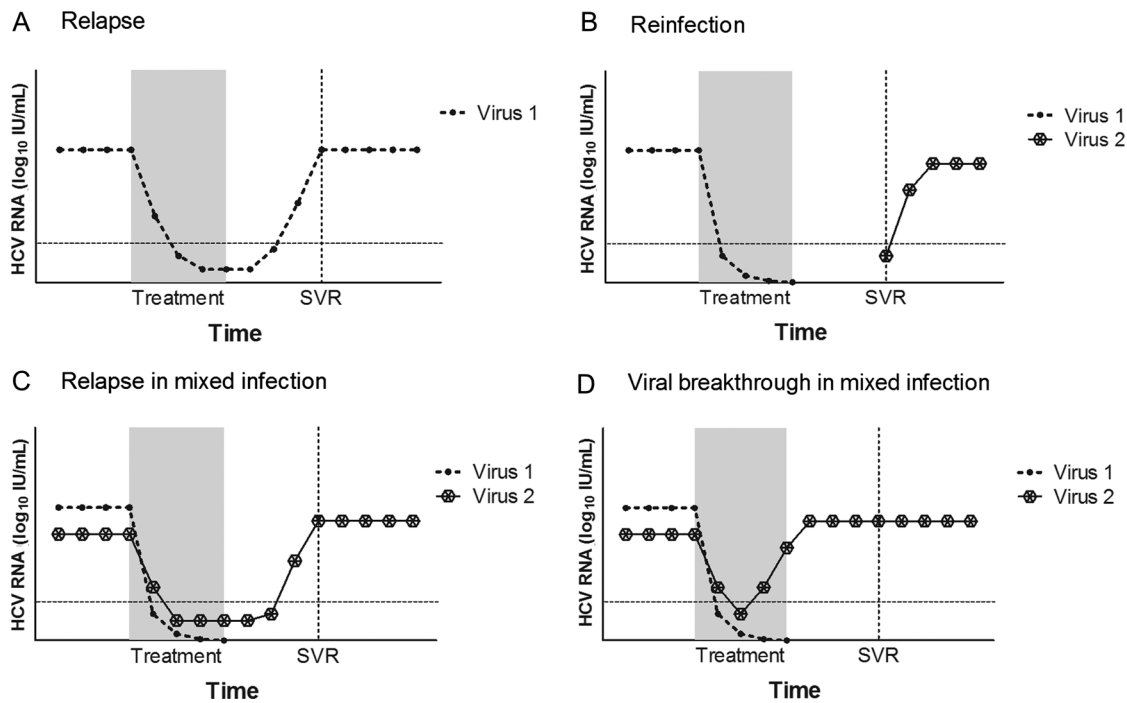 A Relapse
HCV RNA (log10 IU/mL)
Virus 1
Treatment
SVR
Time
B Reinfection
HCV RNA (log10 IU/mL)
Virus 1
Virus 2
Treatment
SVR
Time
C Relapse in mixed infection
HCV RNA (log10 IU/mL)
Virus 1
Virus 2
Treatment
SVR
Time
D Viral breakthrough in mixed infection
HCV RNA (log10 IU/mL)
Virus 1
Virus 2
Treatment
SVR
Time